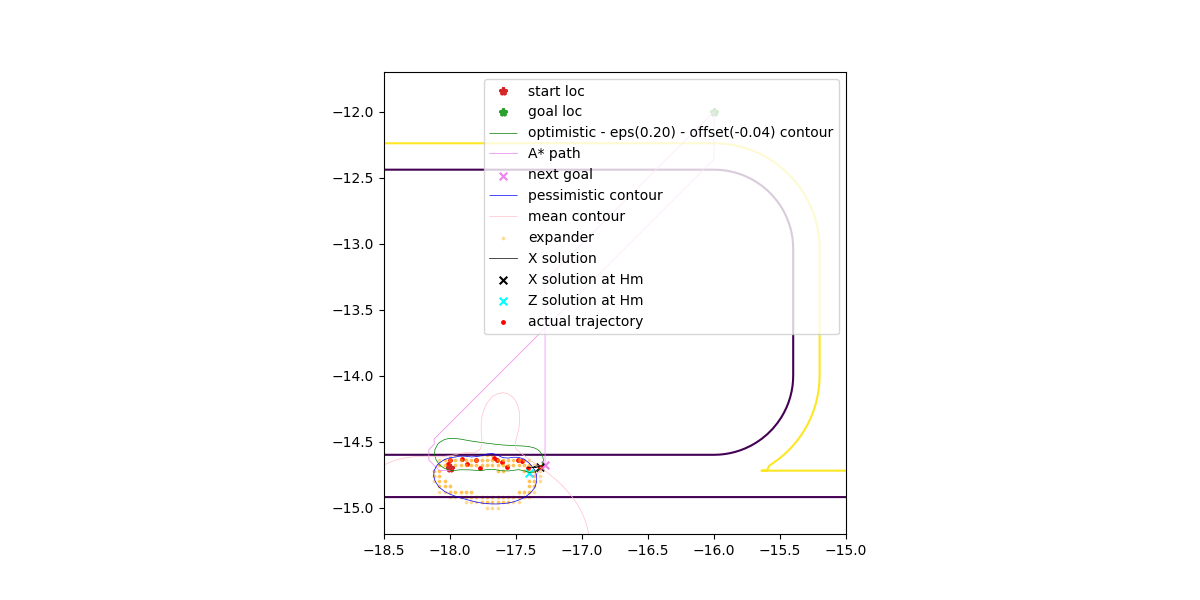 start loc
goal loc
optimistic - eps(0.20) - offset(-0.04) contour
A* path
next goal
pessimistic contour
mean contour
expander
X solution
X solution at Hm
Z solution at Hm
actual trajectory
−12.0
−12.5
−13.0
−13.5
−14.0
−14.5
−15.0
−18.5 −18.0 −17.5 −17.0 −16.5 −16.0 −15.5 −15.0